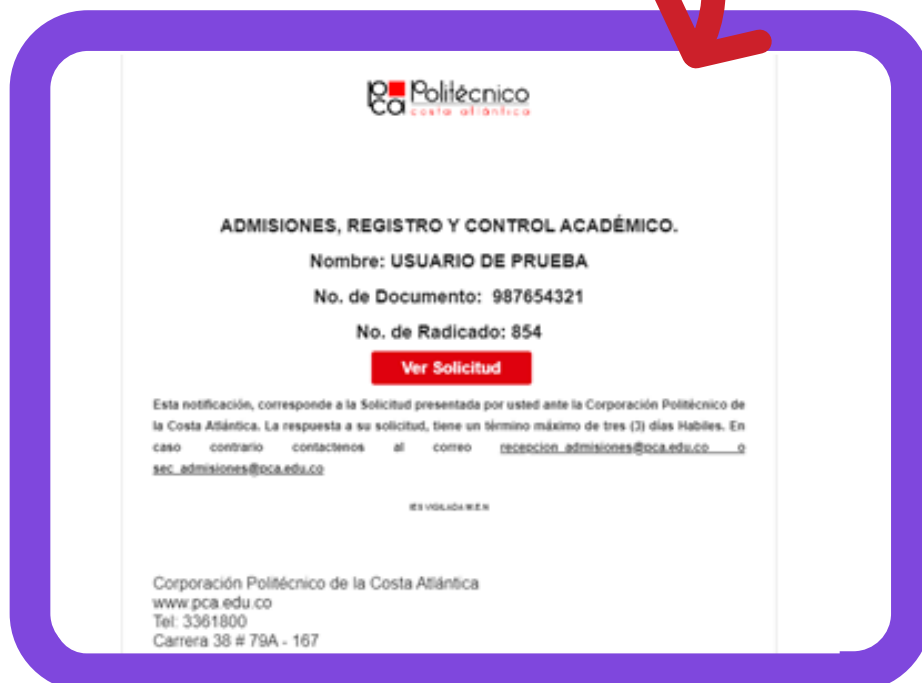 pca Politécnico
costa atlántica
ADMISIONES, REGISTRO Y CONTROL ACADÉMICO.
Nombre: USUARIO DE PRUEBA
No. de Documento: 987654321
No. de Radicado: 854
Ver Solicitud
Esta notificación, corresponde a la Solicitud presentada por usted ante la Corporación Politécnico de
la Costa Atlántica. La respuesta a su solicitud, tiene un término máximo de tres (3) días Habiles. En
caso contrario contactenos al correo recepcion_admisiones@pca.edu.co o
sec_admisiones@pca.edu.co
IES VIGILADA M.E.N
Corporación Politécnico de la Costa Atlántica
www.pca.edu.co
Tel: 3361800
Carrera 38 # 79A - 167